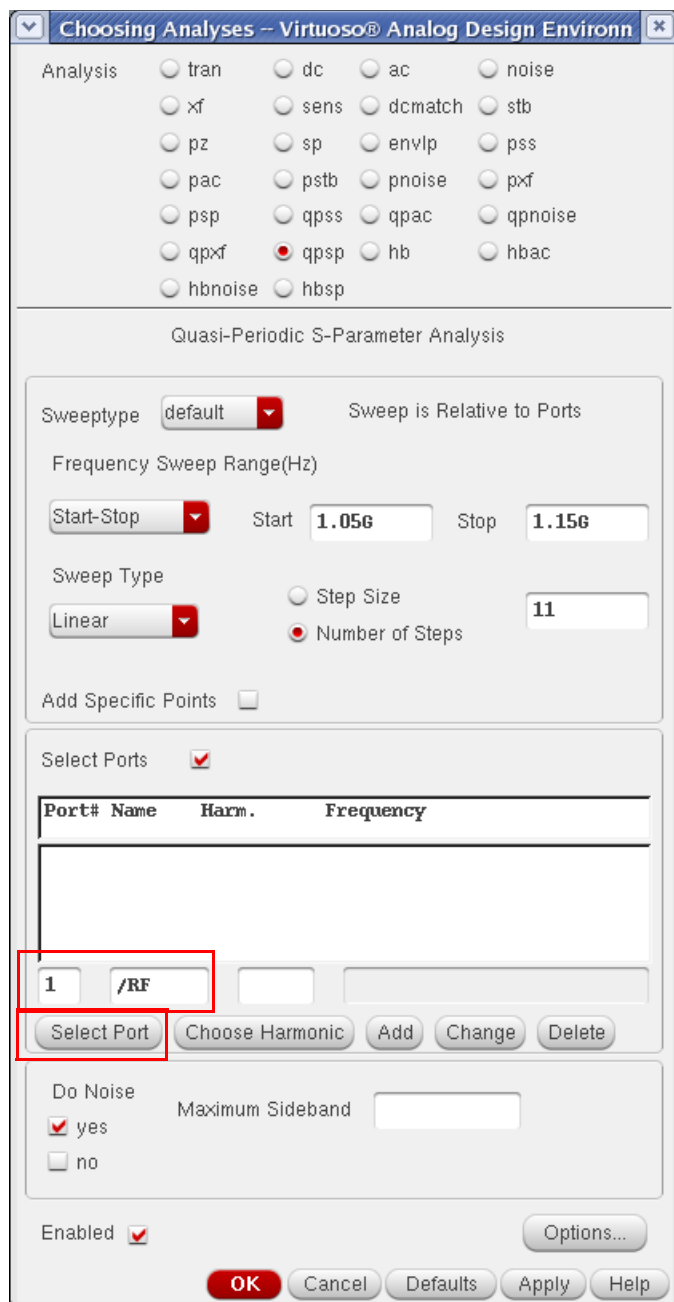 Choosing Analyses -- Virtuoso® Analog Design Environn
Analysis tran dc ac noise
xf sens dcmatch stb
pz sp envlp pss
pac pstb pnoise pxf
psp qpss qpac qpnoise
qpxf qpsp hb hbac
hbnoise hbsp
Quasi-Periodic S-Parameter Analysis
Sweeptype default Sweep is Relative to Ports
Frequency Sweep Range(Hz)
Start-Stop Start 1.05G Stop 1.15G
Sweep Type
Linear
Step Size
Number of Steps
11
Add Specific Points
Select Ports
Port# Name Harm. Frequency
1 /RF
Select Port Choose Harmonic Add Change Delete
Do Noise
yes
no
Maximum Sideband
Enabled
Options...
OK Cancel Defaults Apply Help